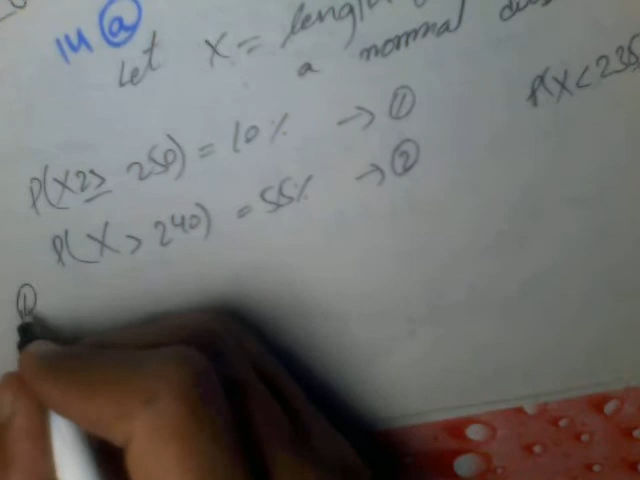 14 (a)
Let X = length
a normal
P(X ≥ 250) = 10% → ①
P(X > 240) = 55% → ②
P(X < 235
①